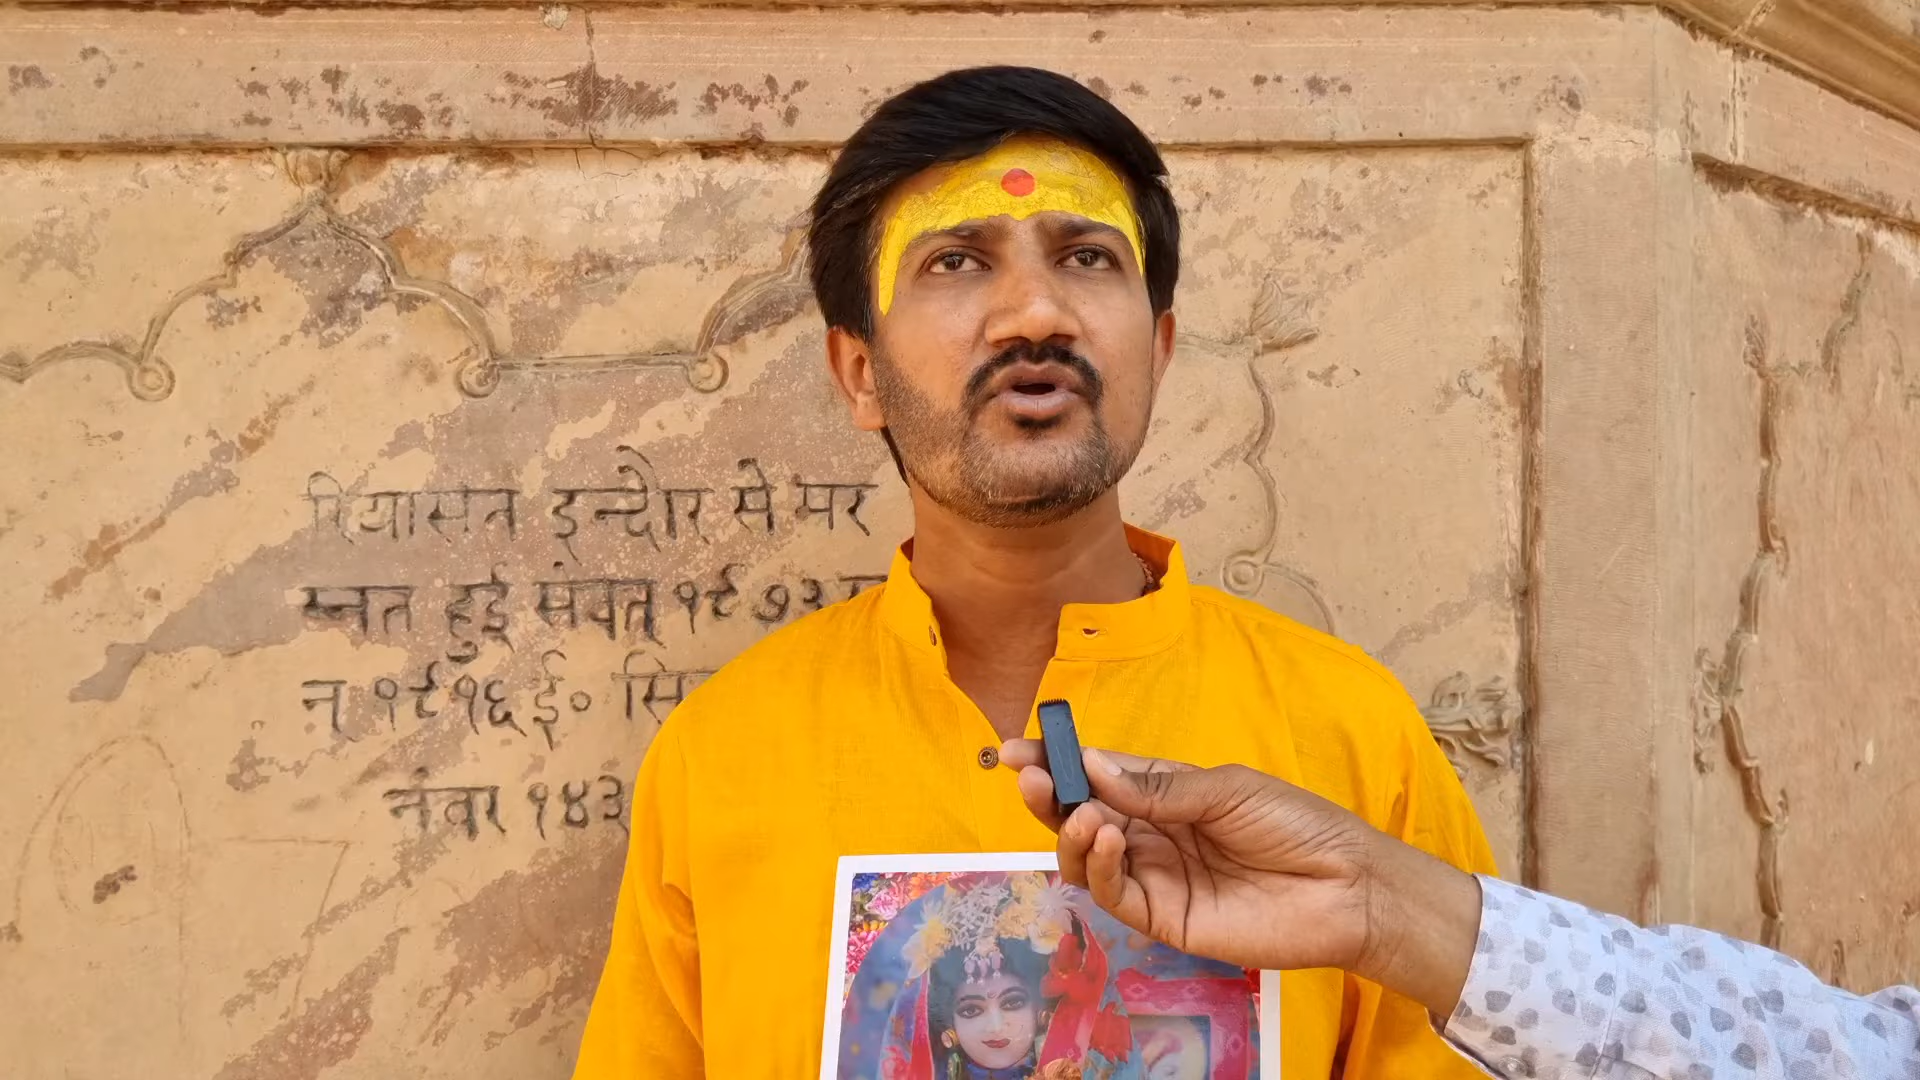 रियासत इन्दौर से मर
म्मत हुई संवत् १९७३
न् १९१६ ई०
नंबर १४३